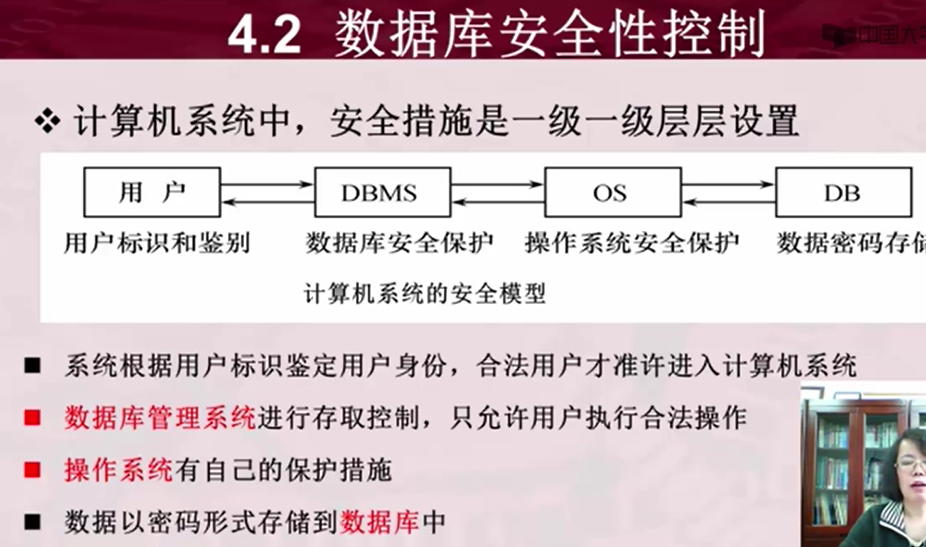 4.2 数据库安全性控制
中国大
计算机系统中，安全措施是一级一级层层设置
用 户 DBMS OS DB
用户标识和鉴别 数据库安全保护 操作系统安全保护 数据密码存储
计算机系统的安全模型
系统根据用户标识鉴定用户身份，合法用户才准许进入计算机系统
数据库管理系统进行存取控制，只允许用户执行合法操作
操作系统有自己的保护措施
数据以密码形式存储到数据库中